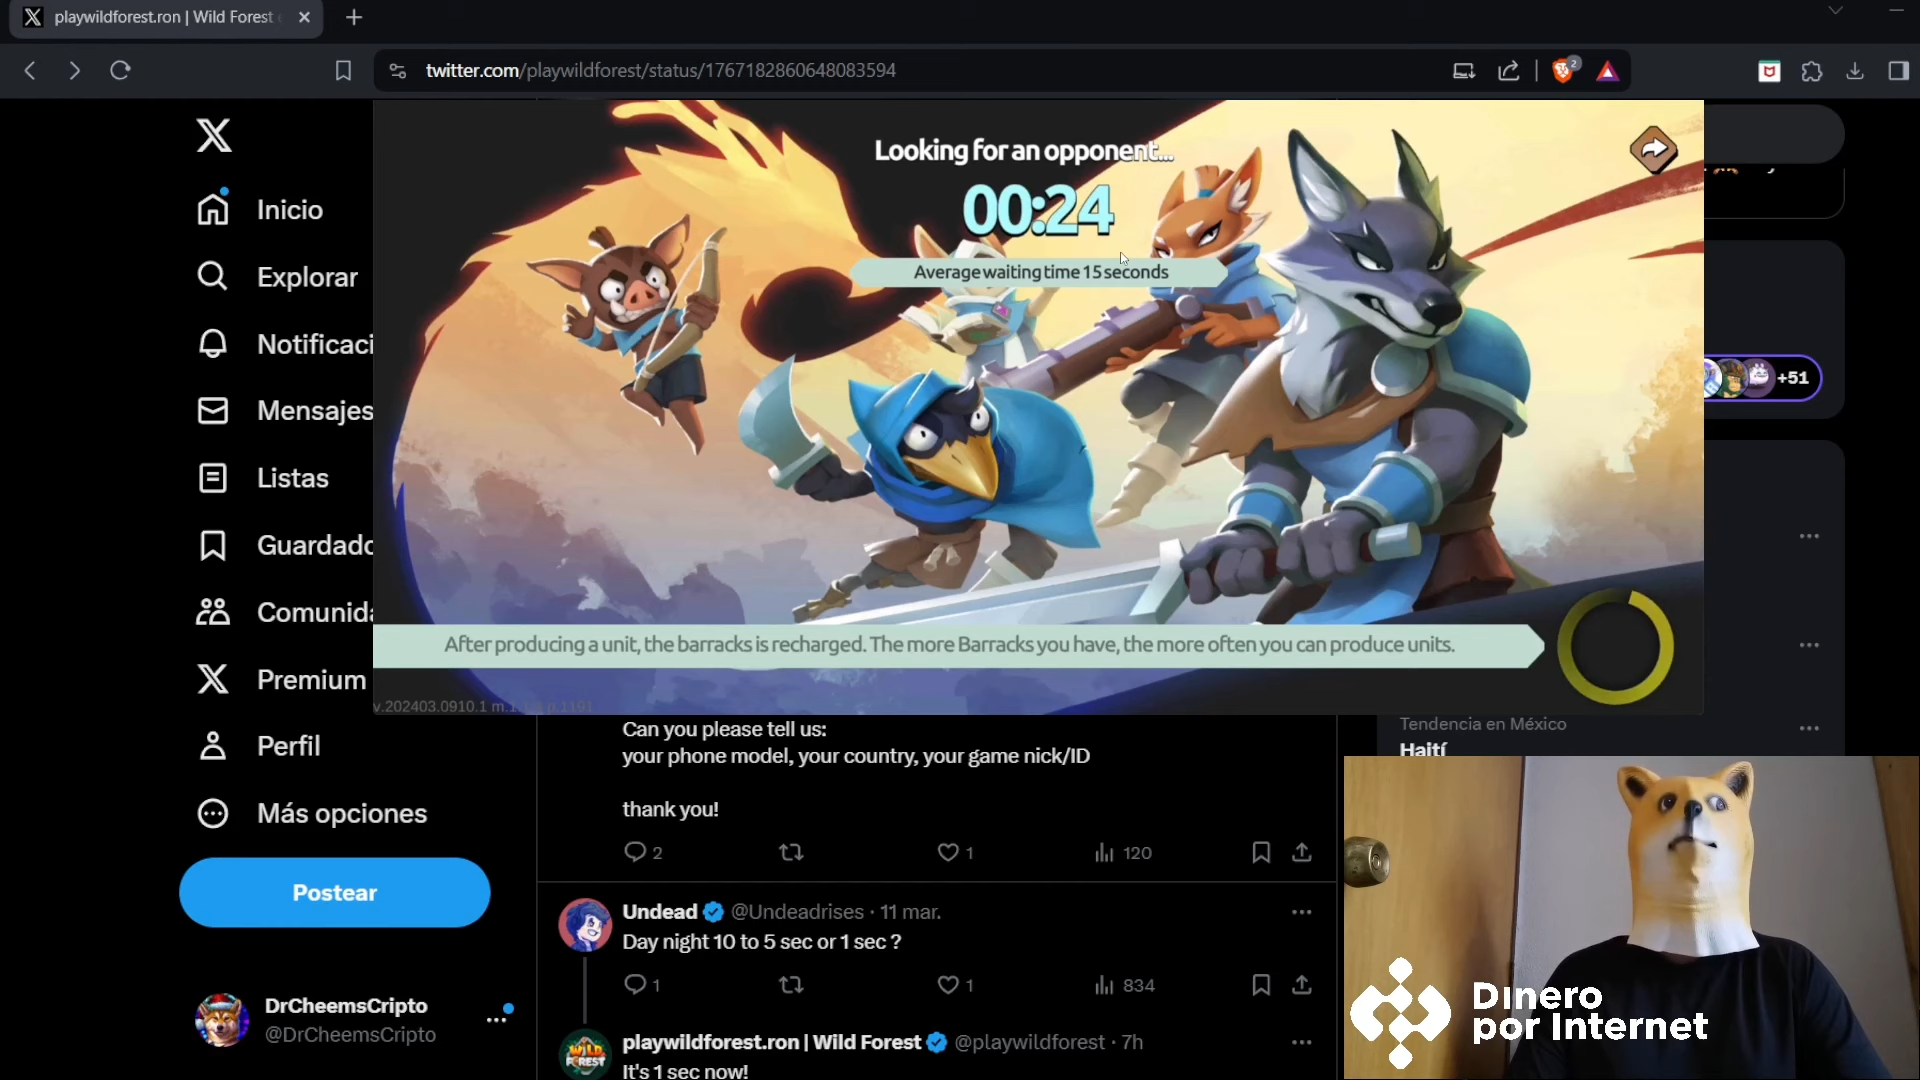 playwildforest.ron | Wild Forest
twitter.com/playwildforest/status/1767182860648083594
2
Looking for an opponent...
00:24
Average waiting time 15 seconds
Inicio
Explorar
Notificaci
Mensajes
Listas
Guardado
Comunida
Premium
Perfil
Más opciones
Postear
DrCheemsCripto
@DrCheemsCripto
+51
After producing a unit, the barracks is recharged. The more Barracks you have, the more often you can produce units.
Can you please tell us:
your phone model, your country, your game nick/ID
thank you!
2
1
120
Undead @Undeadrises · 11 mar.
Day night 10 to 5 sec or 1 sec ?
1
1
834
WILD FOREST
playwildforest.ron | Wild Forest @playwildforest · 7h
It's 1 sec now!
Tendencia en México
Haití
Dinero
por Internet